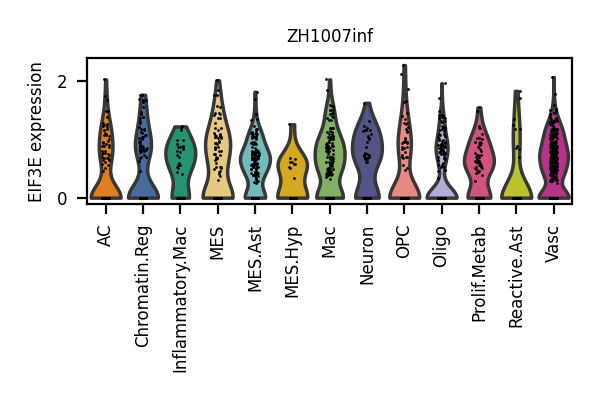 ZH1007inf
EIF3E expression
2
0
AC
Chromatin.Reg
Inflammatory.Mac
MES
MES.Ast
MES.Hyp
Mac
Neuron
OPC
Oligo
Prolif.Metab
Reactive.Ast
Vasc